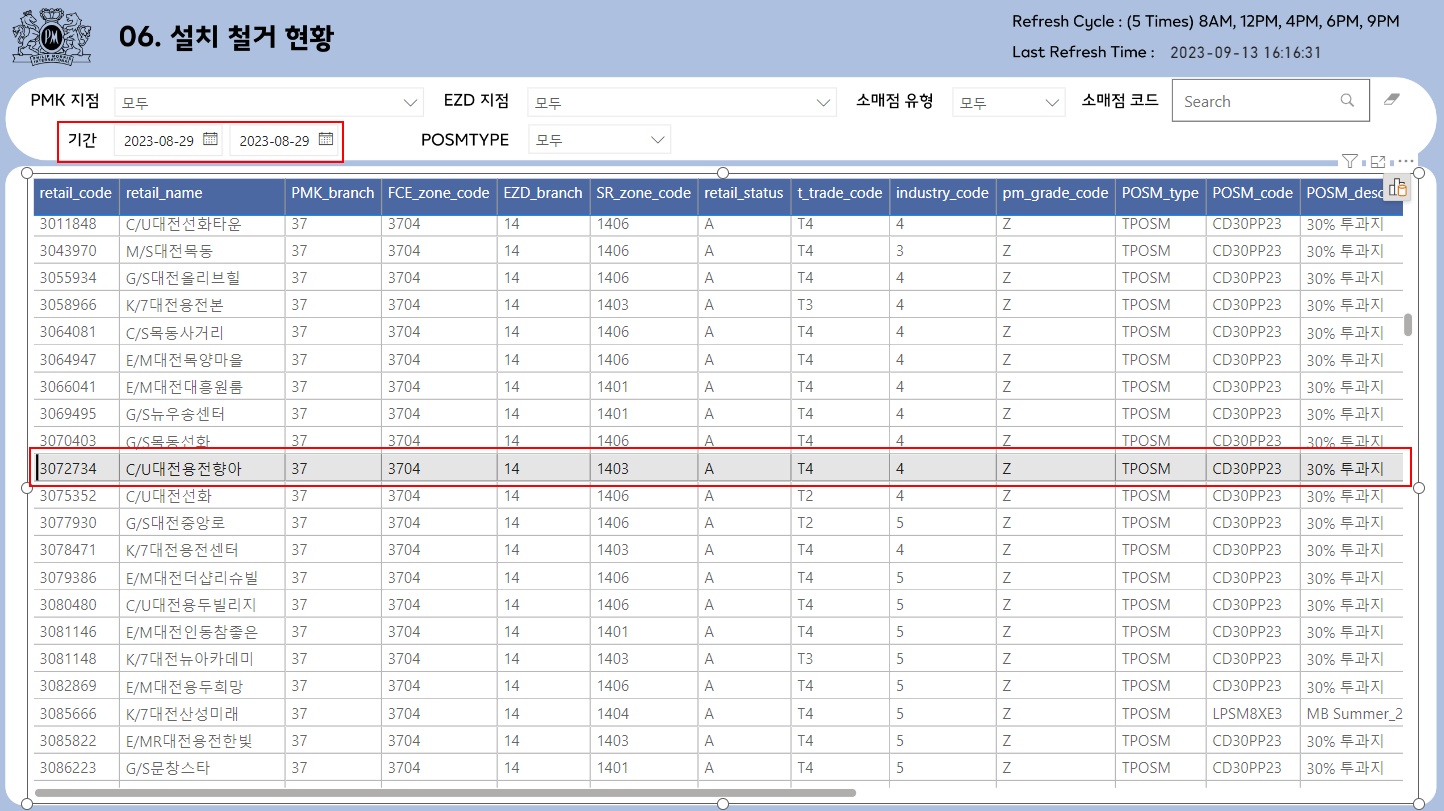 06. 설치 철거 현황
Refresh Cycle : (5 Times) 8AM, 12PM, 4PM, 6PM, 9PM
Last Refresh Time : 2023-09-13 16:16:31
PMK 지점 모두 EZD 지점 모두 소매점 유형 모두 소매점 코드 Search
기간 2023-08-29 2023-08-29 POSMTYPE 모두
retail_code retail_name PMK_branch FCE_zone_code EZD_branch SR_zone_code retail_status t_trade_code industry_code pm_grade_code POSM_type POSM_code POSM_desc
3011848 C/U대전선화타운 37 3704 14 1406 A T4 4 Z TPOSM CD30PP23 30% 투과지
3043970 M/S대전목동 37 3704 14 1406 A T4 3 Z TPOSM CD30PP23 30% 투과지
3055934 G/S대전올리브힐 37 3704 14 1406 A T4 4 Z TPOSM CD30PP23 30% 투과지
3058966 K/7대전용전본 37 3704 14 1403 A T3 4 Z TPOSM CD30PP23 30% 투과지
3064081 C/S목동사거리 37 3704 14 1406 A T4 4 Z TPOSM CD30PP23 30% 투과지
3064947 E/M대전목양마을 37 3704 14 1406 A T4 4 Z TPOSM CD30PP23 30% 투과지
3066041 E/M대전대흥원룸 37 3704 14 1401 A T4 4 Z TPOSM CD30PP23 30% 투과지
3069495 G/S뉴우송센터 37 3704 14 1401 A T4 4 Z TPOSM CD30PP23 30% 투과지
3070403 G/S목동선화 37 3704 14 1406 A T4 4 Z TPOSM CD30PP23 30% 투과지
3072734 C/U대전용전향아 37 3704 14 1403 A T4 4 Z TPOSM CD30PP23 30% 투과지
3075352 C/U대전선화 37 3704 14 1406 A T2 4 Z TPOSM CD30PP23 30% 투과지
3077930 G/S대전중앙로 37 3704 14 1406 A T2 5 Z TPOSM CD30PP23 30% 투과지
3078471 K/7대전용전센터 37 3704 14 1403 A T4 4 Z TPOSM CD30PP23 30% 투과지
3079386 E/M대전더샵리슈빌 37 3704 14 1406 A T4 5 Z TPOSM CD30PP23 30% 투과지
3080480 C/U대전용두빌리지 37 3704 14 1406 A T4 5 Z TPOSM CD30PP23 30% 투과지
3081146 E/M대전인동참좋은 37 3704 14 1401 A T4 5 Z TPOSM CD30PP23 30% 투과지
3081148 K/7대전뉴아카데미 37 3704 14 1403 A T3 5 Z TPOSM CD30PP23 30% 투과지
3082869 E/M대전용두희망 37 3704 14 1406 A T4 5 Z TPOSM CD30PP23 30% 투과지
3085666 K/7대전산성미래 37 3704 14 1404 A T4 5 Z TPOSM LPSM8XE3 MB Summer_2
3085822 E/MR대전용전한빛 37 3704 14 1403 A T4 5 Z TPOSM CD30PP23 30% 투과지
3086223 G/S문창스타 37 3704 14 1401 A T4 5 Z TPOSM CD30PP23 30% 투과지